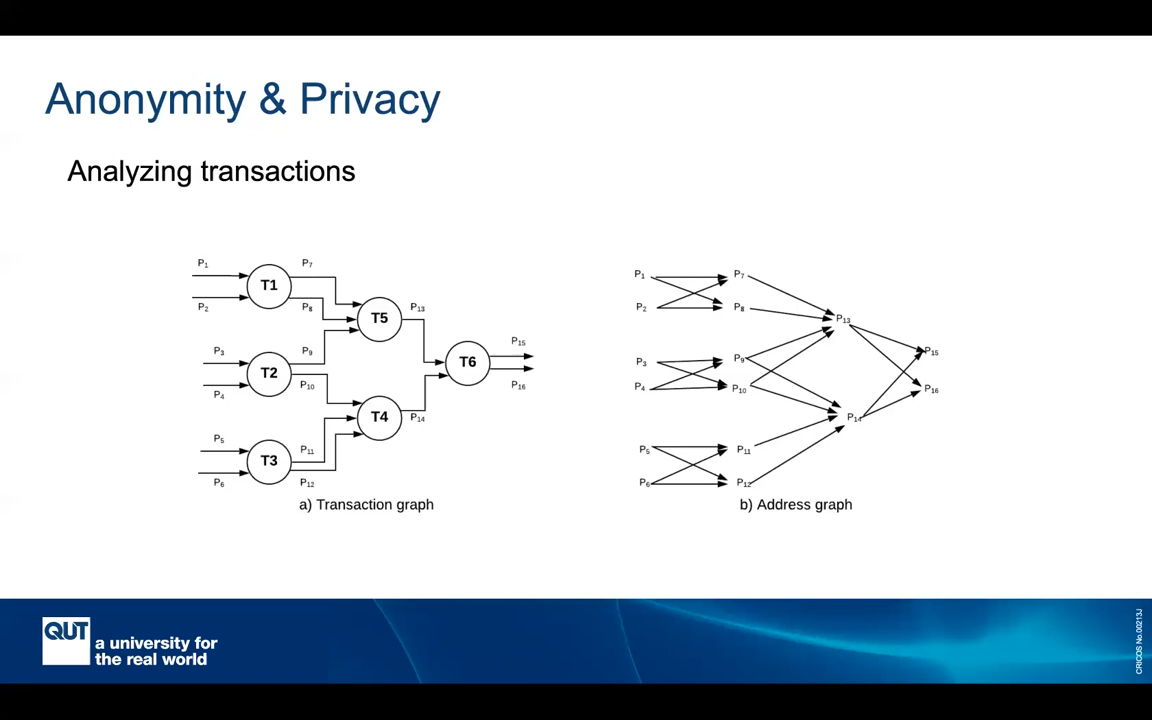 Anonymity & Privacy
Analyzing transactions
P1
P2
T1
P7
P8
P3
P4
T2
P9
P10
P5
P6
T3
P11
P12
T5
P13
T4
P14
T6
P15
P16
a) Transaction graph
P1
P2
P3
P4
P5
P6
P7
P8
P9
P10
P11
P12
P13
P14
P15
P16
b) Address graph
QUT
a university for
the real world
CRICOS No.00213J